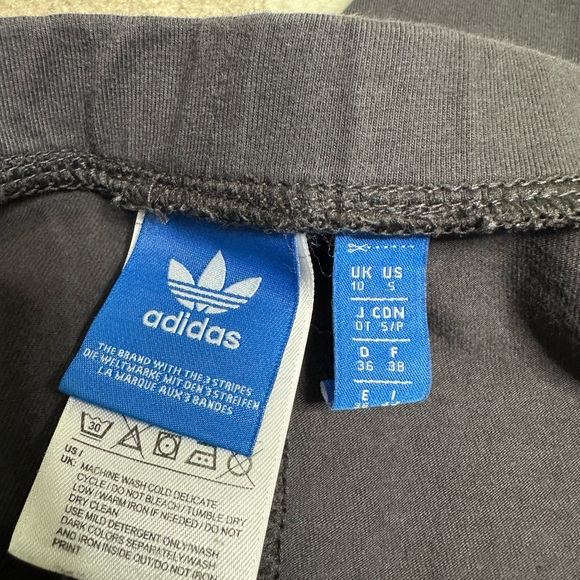 adidas
THE BRAND WITH THE 3 STRIPES
DIE WELTMARKE MIT DEN 3 STREIFEN
LA MARQUE AUX 3 BANDES
30
US /
UK: MACHINE WASH COLD DELICATE
CYCLE / DO NOT BLEACH / TUMBLE DRY
LOW / WARM IRON IF NEEDED / DO NOT
DRY CLEAN
USE MILD DETERGENT ONLY/WASH
DARK COLORS SEPARATELY/WASH
AND IRON INSIDE OUT/DO NOT IRON
PRINT
UK US
10 S
J CDN
OT S/P
D F
36 38
E I